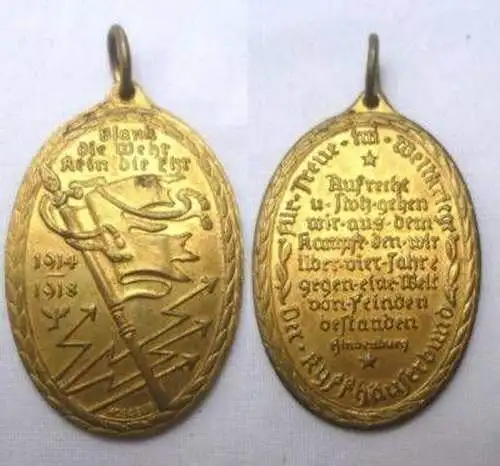 Blank
die Wehr
Rein die Ehr
1914
1918
Für Treue im Weltkriege
Aufrecht
u. stolz gehen
wir aus dem
Kampfe den wir
über vier Jahre
gegen eine Welt
von Feinden
bestanden
Hindenburg
Der Kyffhäuserbund